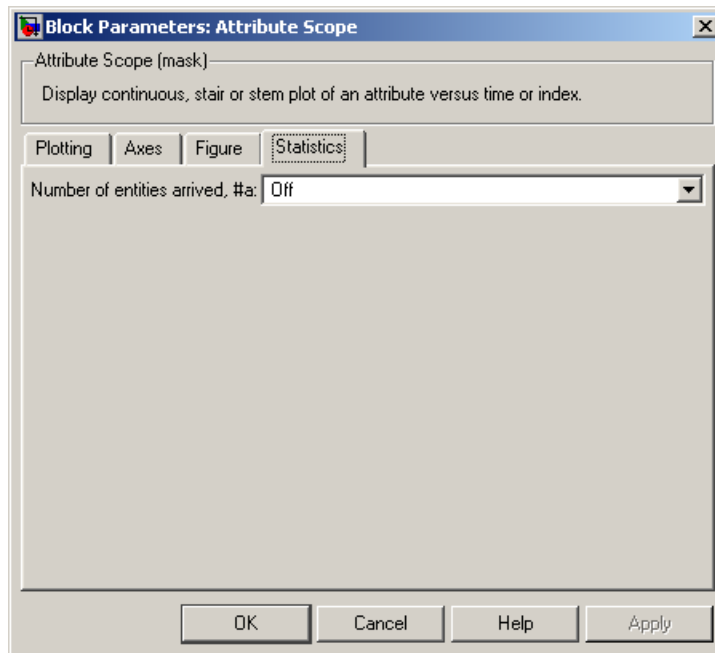 Block Parameters: Attribute Scope
Attribute Scope (mask)
Display continuous, stair or stem plot of an attribute versus time or index.
Plotting Axes Figure Statistics
Number of entities arrived, #a: Off
OK Cancel Help Apply